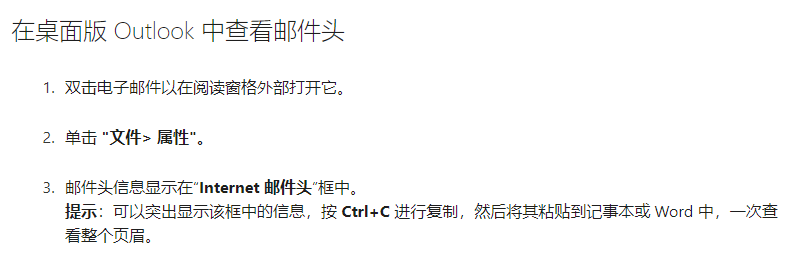 在桌面版 Outlook 中查看邮件头
1. 双击电子邮件以在阅读窗格外部打开它。
2. 单击 "文件> 属性"。
3. 邮件头信息显示在“Internet 邮件头”框中。
提示：可以突出显示该框中的信息，按 Ctrl+C 进行复制，然后将其粘贴到记事本或 Word 中，一次查
看整个页眉。